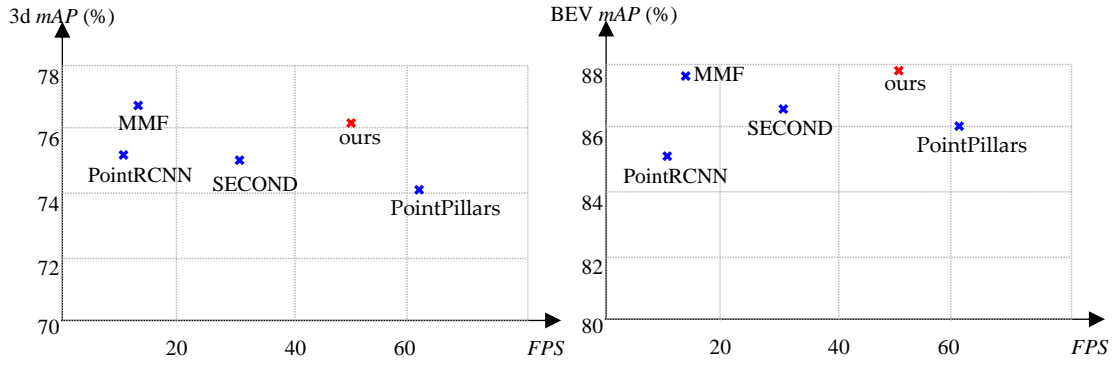 3d mAP (%)
78
MMF
76
ours
PointRCNN
SECOND
74
PointPillars
72
70
20
40
60
FPS
BEV mAP (%)
88
MMF
ours
SECOND
86
PointPillars
PointRCNN
84
82
80
20
40
60
FPS